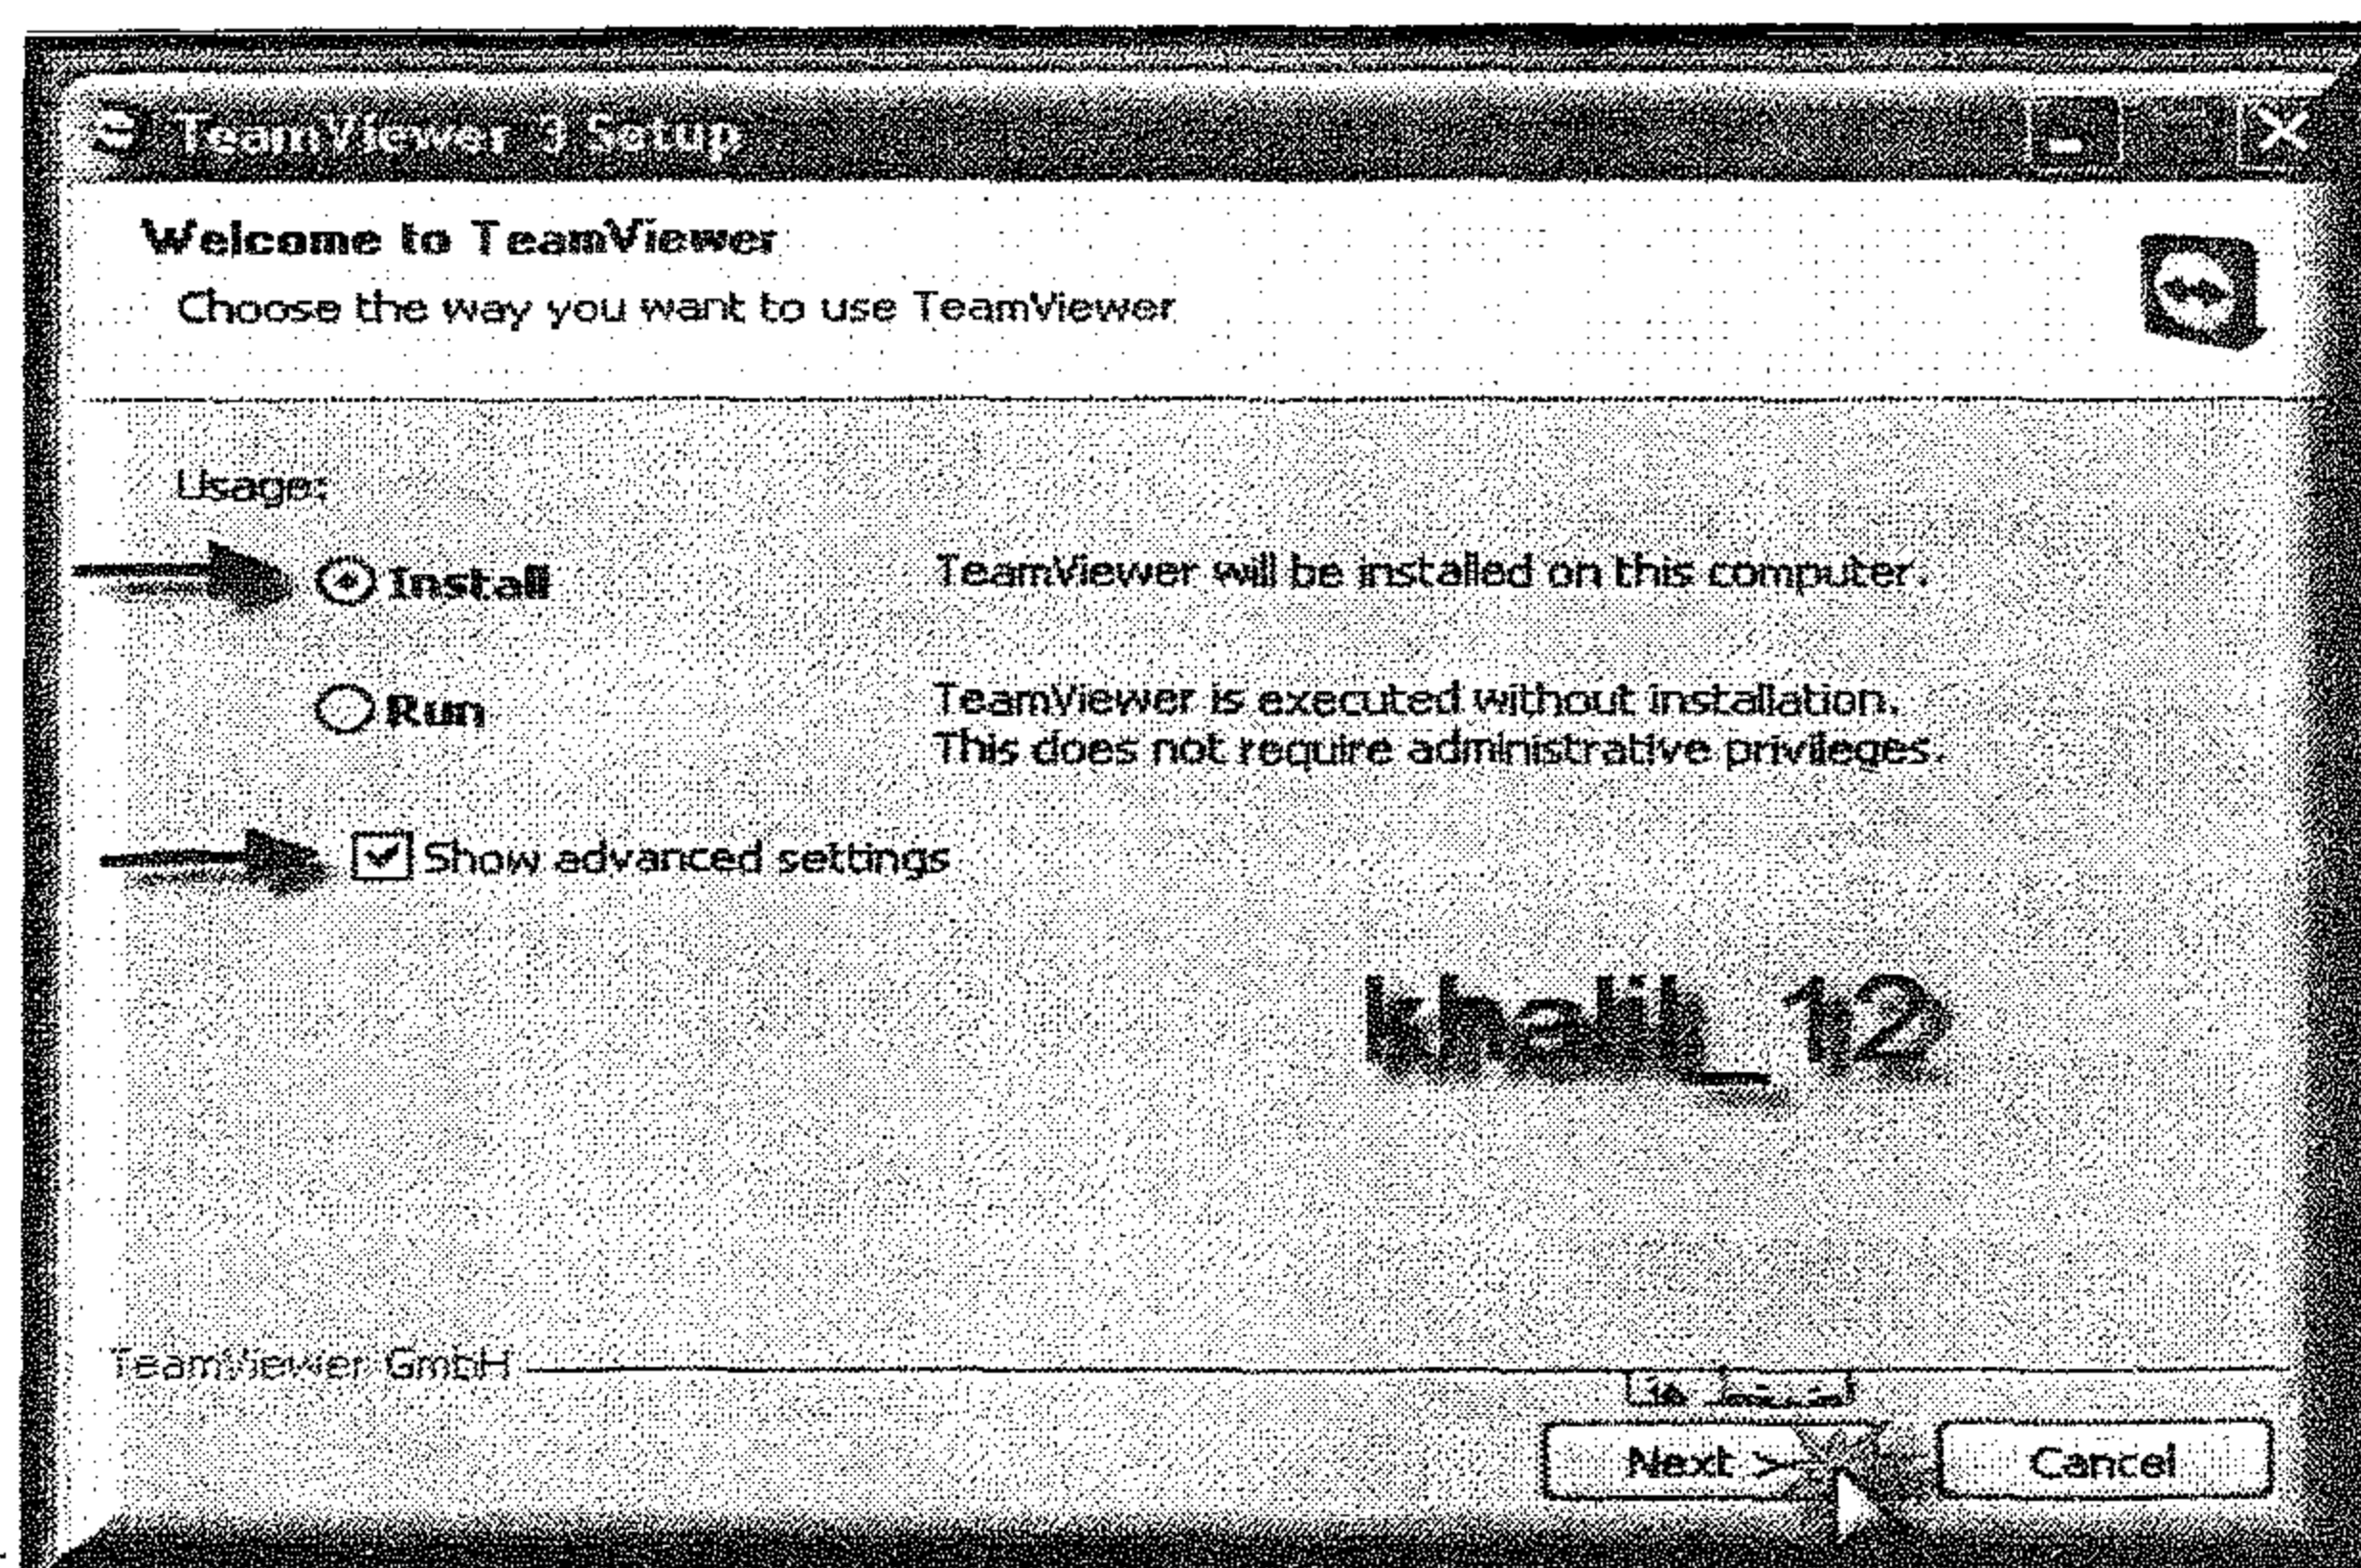 TeamViewer 3 Setup
Welcome to TeamViewer
Choose the way you want to use TeamViewer
Usage:
Install
TeamViewer will be installed on this computer.
Run
TeamViewer is executed without installation.
This does not require administrative privileges.
Show advanced settings
khalih_12
TeamViewer GmbH
Next >
Cancel